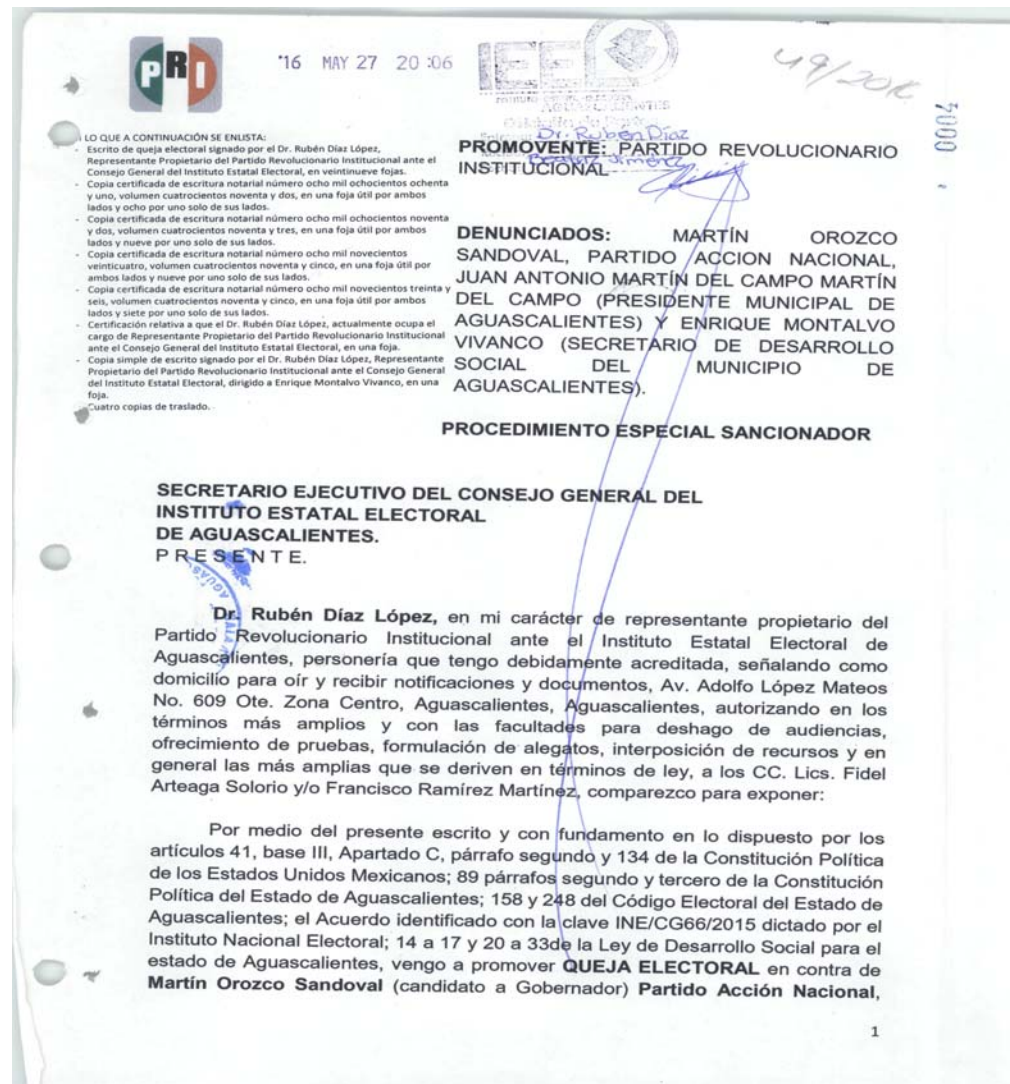 PRI
'16 MAY 27 20:06
IEE
AGUASCALIENTES
49/2016
0004
LO QUE A CONTINUACIÓN SE ENLISTA:
- Escrito de queja electoral signado por el Dr. Rubén Díaz López,
Representante Propietario del Partido Revolucionario Institucional ante el
Consejo General del Instituto Estatal Electoral, en veintinueve fojas.
- Copia certificada de escritura notarial número ocho mil ochocientos ochenta
y uno, volumen cuatrocientos noventa y dos, en una foja útil por ambos
lados y ocho por uno solo de sus lados.
- Copia certificada de escritura notarial número ocho mil ochocientos noventa
y dos, volumen cuatrocientos noventa y tres, en una foja útil por ambos
lados y nueve por uno solo de sus lados.
- Copia certificada de escritura notarial número ocho mil novecientos
veinticuatro, volumen cuatrocientos noventa y cinco, en una foja útil por
ambos lados y nueve por uno solo de sus lados.
- Copia certificada de escritura notarial número ocho mil novecientos treinta y
seis, volumen cuatrocientos noventa y cinco, en una foja útil por ambos
lados y siete por uno solo de sus lados.
- Certificación relativa a que el Dr. Rubén Díaz López, actualmente ocupa el
cargo de Representante Propietario del Partido Revolucionario Institucional
ante el Consejo General del Instituto Estatal Electoral, en una foja.
- Copia simple de escrito signado por el Dr. Rubén Díaz López, Representante
Propietario del Partido Revolucionario Institucional ante el Consejo General
del Instituto Estatal Electoral, dirigido a Enrique Montalvo Vivanco, en una
foja.
Cuatro copias de traslado.
Dr. Rubén Díaz
PROMOVENTE: PARTIDO REVOLUCIONARIO
Beatriz Jiménez
INSTITUCIONAL
DENUNCIADOS: MARTÍN OROZCO
SANDOVAL, PARTIDO ACCION NACIONAL,
JUAN ANTONIO MARTÍN DEL CAMPO MARTÍN
DEL CAMPO (PRESIDENTE MUNICIPAL DE
AGUASCALIENTES) Y ENRIQUE MONTALVO
VIVANCO (SECRETARIO DE DESARROLLO
SOCIAL DEL MUNICIPIO DE
AGUASCALIENTES).
PROCEDIMIENTO ESPECIAL SANCIONADOR
SECRETARIO EJECUTIVO DEL CONSEJO GENERAL DEL
INSTITUTO ESTATAL ELECTORAL
DE AGUASCALIENTES.
P R E S E N T E.
Dr. Rubén Díaz López, en mi carácter de representante propietario del
Partido Revolucionario Institucional ante el Instituto Estatal Electoral de
Aguascalientes, personería que tengo debidamente acreditada, señalando como
domicilio para oír y recibir notificaciones y documentos, Av. Adolfo López Mateos
No. 609 Ote. Zona Centro, Aguascalientes, Aguascalientes, autorizando en los
términos más amplios y con las facultades para deshago de audiencias,
ofrecimiento de pruebas, formulación de alegatos, interposición de recursos y en
general las más amplias que se deriven en términos de ley, a los CC. Lics. Fidel
Arteaga Solorio y/o Francisco Ramírez Martínez, comparezco para exponer:
Por medio del presente escrito y con fundamento en lo dispuesto por los
artículos 41, base III, Apartado C, párrafo segundo y 134 de la Constitución Política
de los Estados Unidos Mexicanos; 89 párrafos segundo y tercero de la Constitución
Política del Estado de Aguascalientes; 158 y 248 del Código Electoral del Estado de
Aguascalientes; el Acuerdo identificado con la clave INE/CG66/2015 dictado por el
Instituto Nacional Electoral; 14 a 17 y 20 a 33de la Ley de Desarrollo Social para el
estado de Aguascalientes, vengo a promover QUEJA ELECTORAL en contra de
Martín Orozco Sandoval (candidato a Gobernador) Partido Acción Nacional,
1